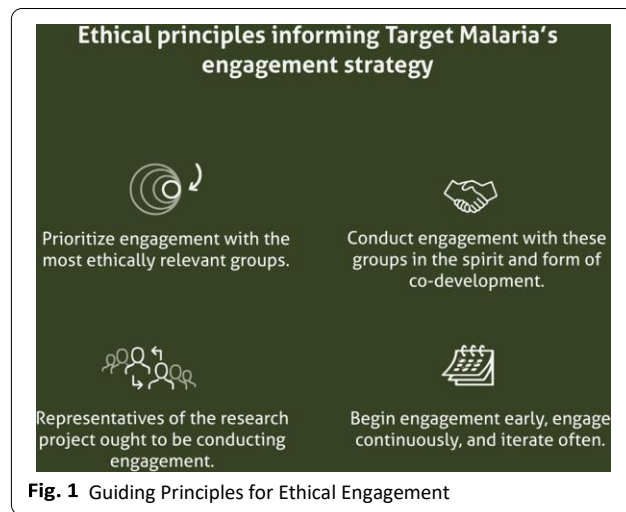 Ethical principles informing Target Malaria's
engagement strategy
Prioritize engagement with the
most ethically relevant groups.
Conduct engagement with these
groups in the spirit and form of
co-development.
Representatives of the research
project ought to be conducting
engagement.
Begin engagement early, engage
continuously, and iterate often.
Fig. 1 Guiding Principles for Ethical Engagement